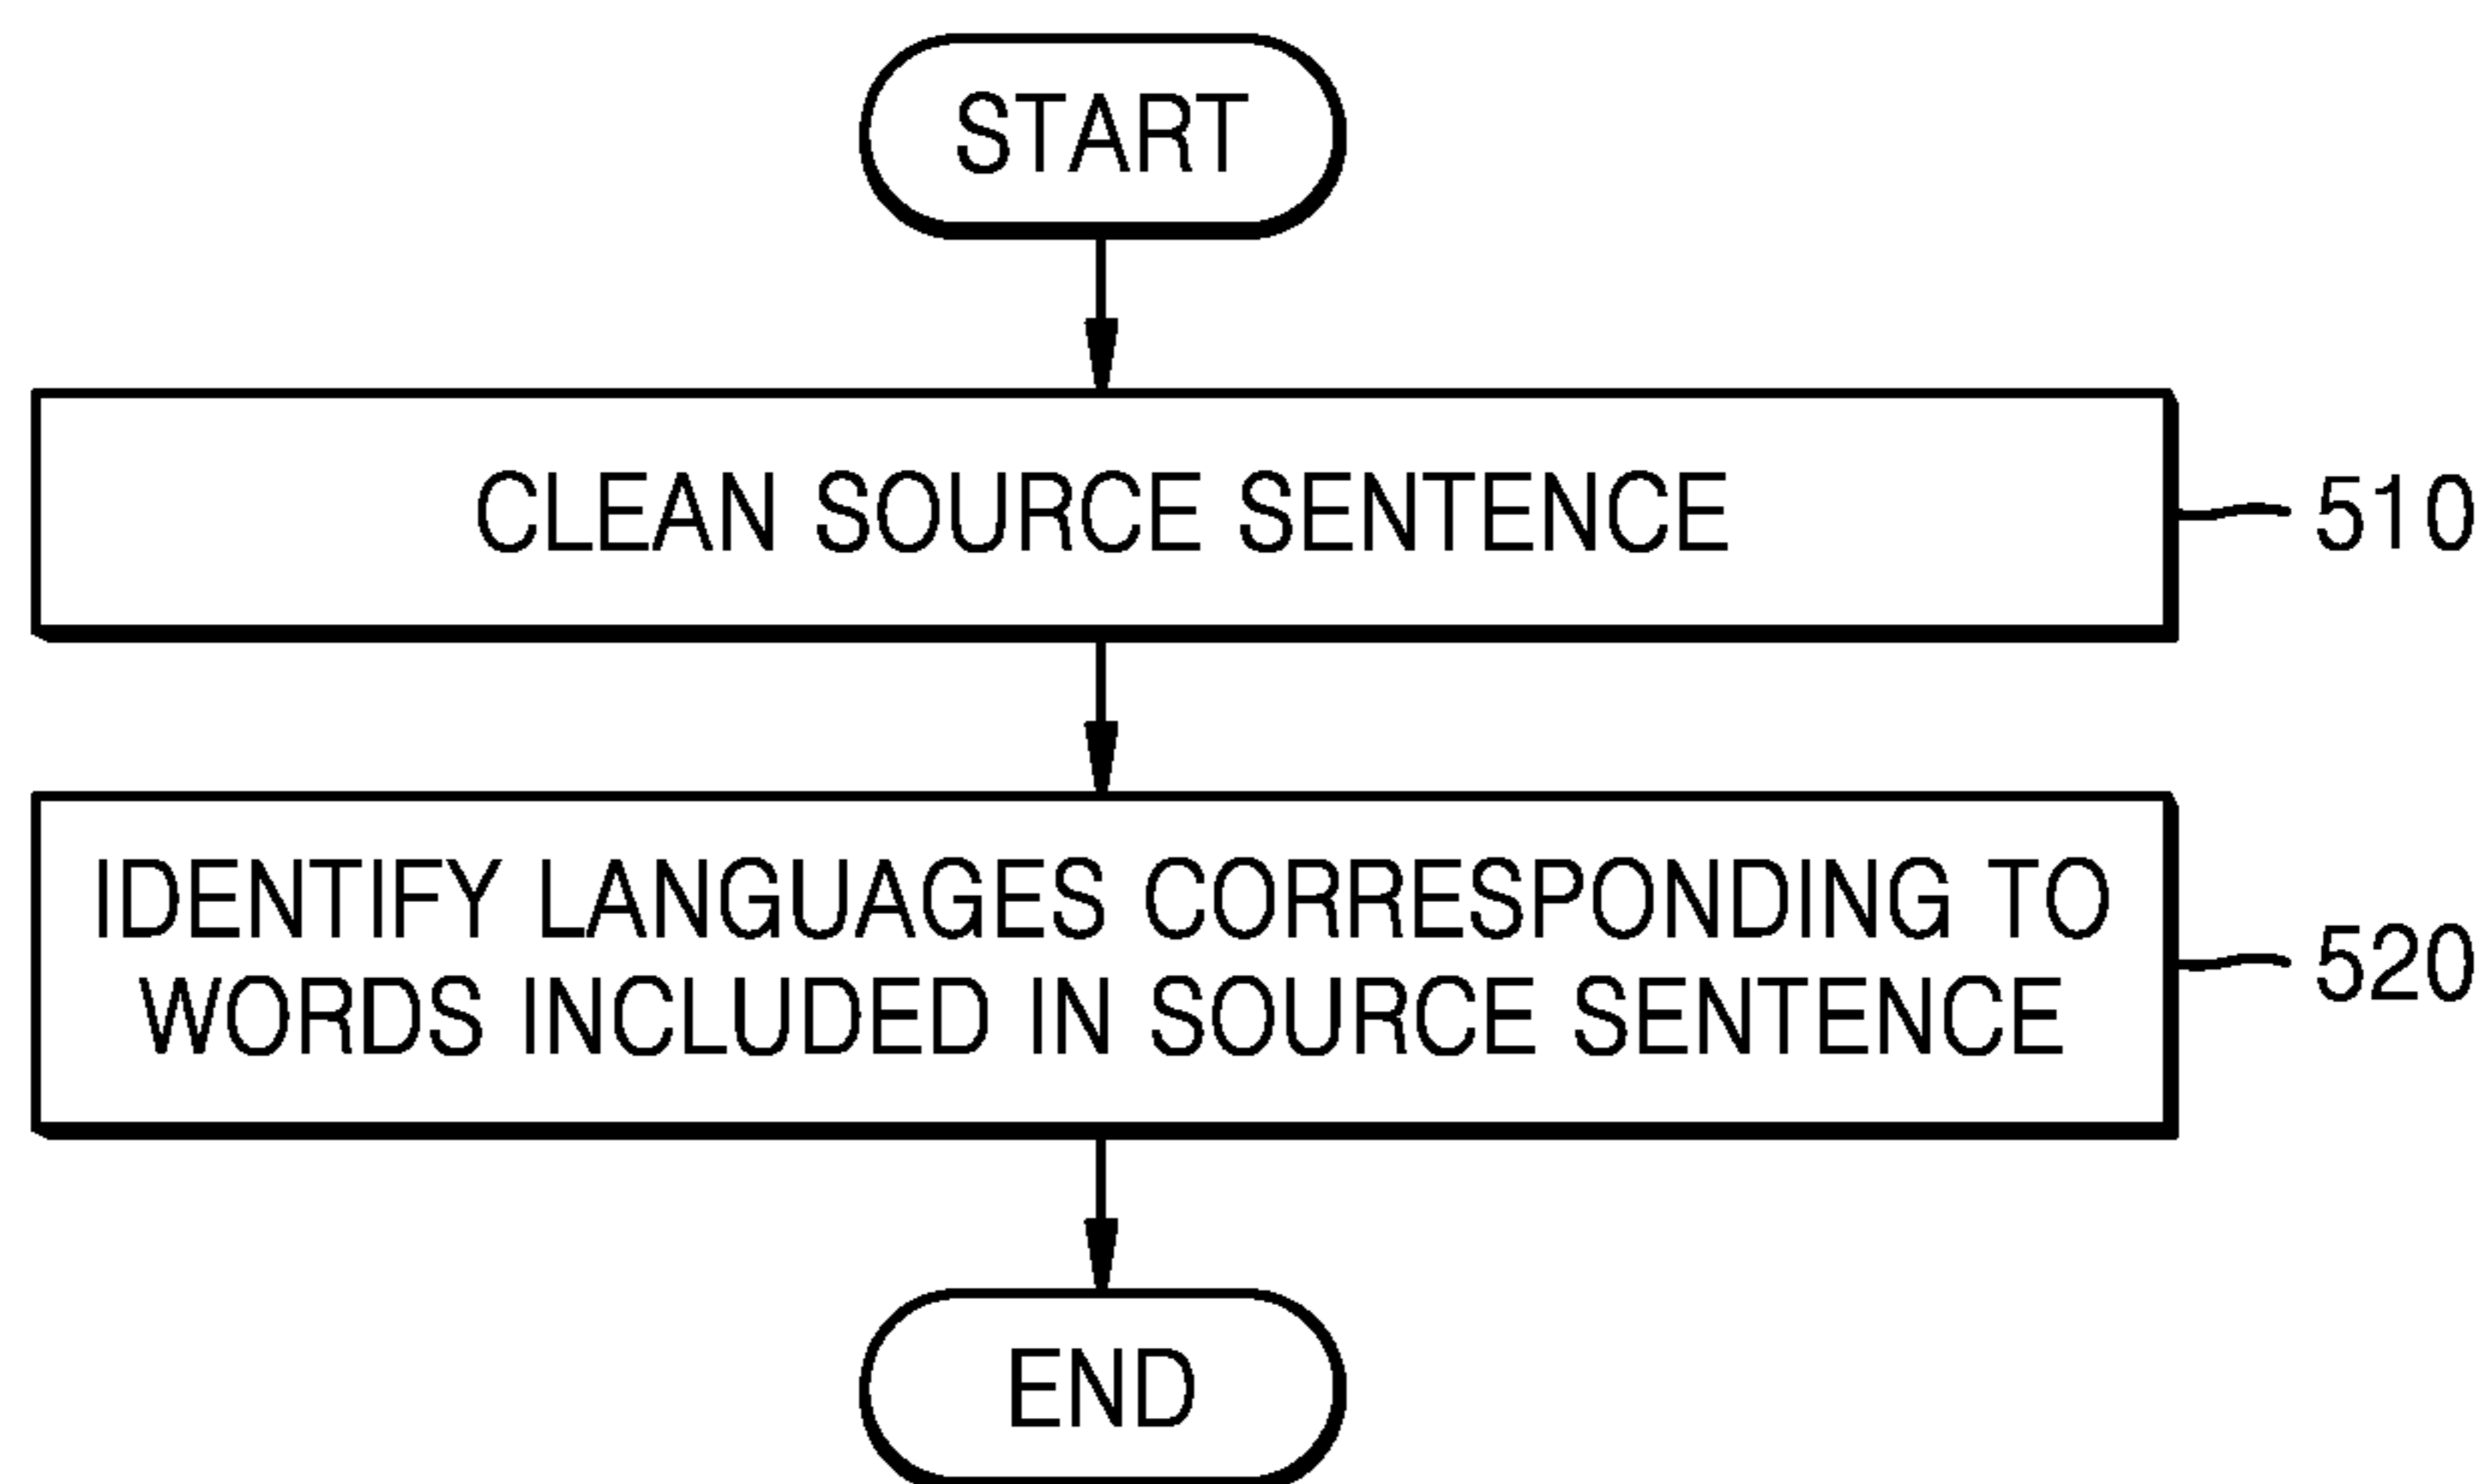 START
CLEAN SOURCE SENTENCE
510
IDENTIFY LANGUAGES CORRESPONDING TO
WORDS INCLUDED IN SOURCE SENTENCE
520
END